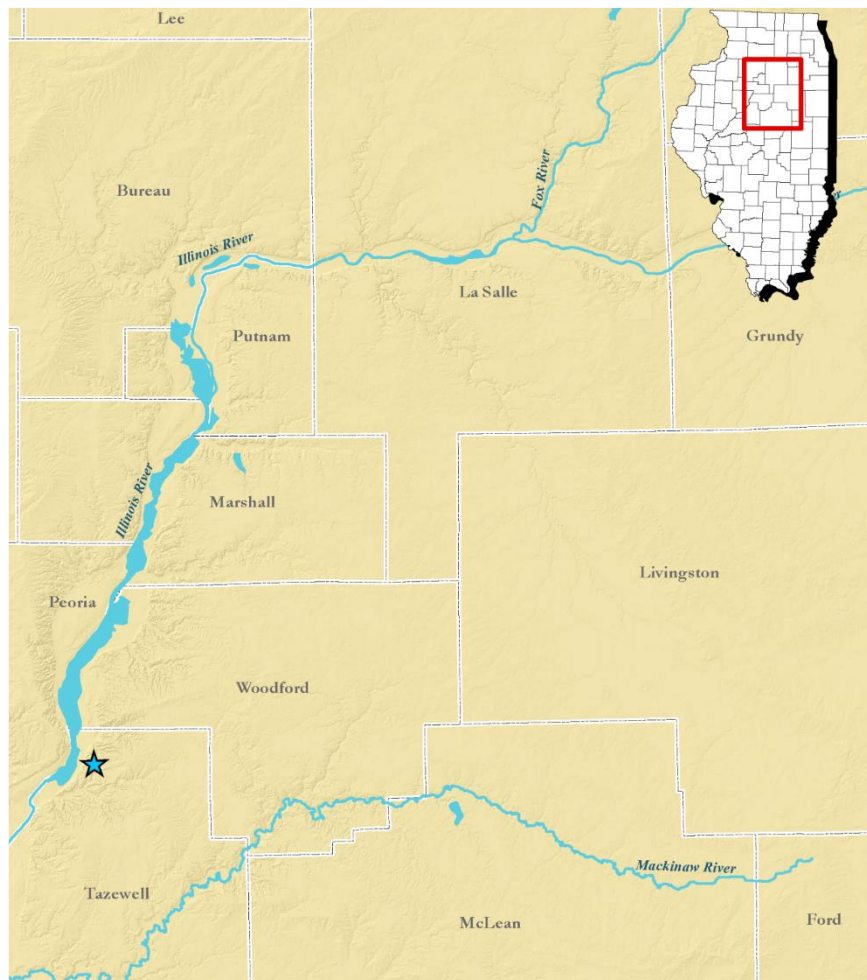 Lee
Bureau
Fox River
Illinois River
La Salle
Putnam
Grundy
Illinois River
Marshall
Livingston
Peoria
Woodford
Mackinaw River
Tazewell
McLean
Ford